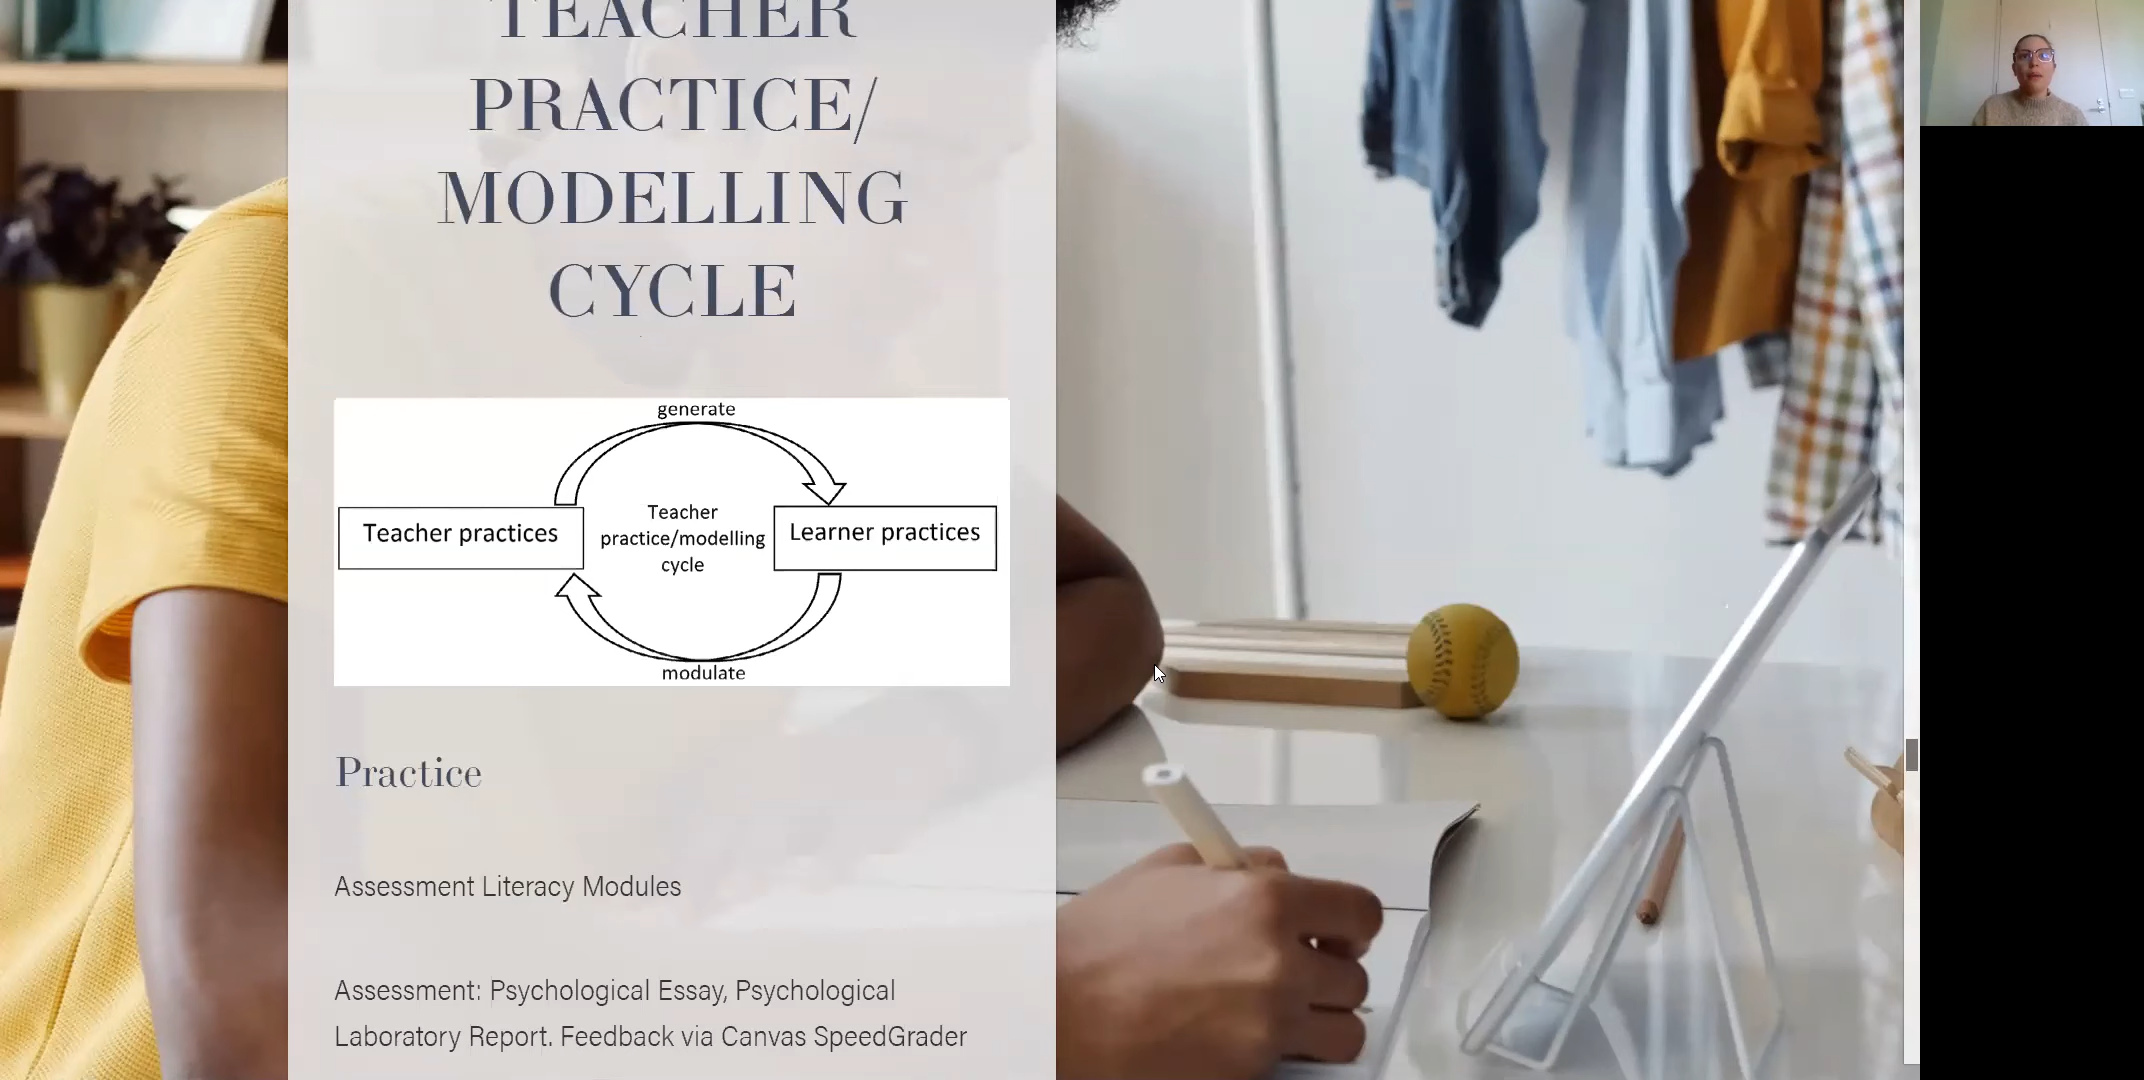 TEACHER
PRACTICE/
MODELLING
CYCLE
generate
Teacher practices
Teacher
practice/modelling
cycle
Learner practices
modulate
Practice
Assessment Literacy Modules
Assessment: Psychological Essay, Psychological
Laboratory Report. Feedback via Canvas SpeedGrader